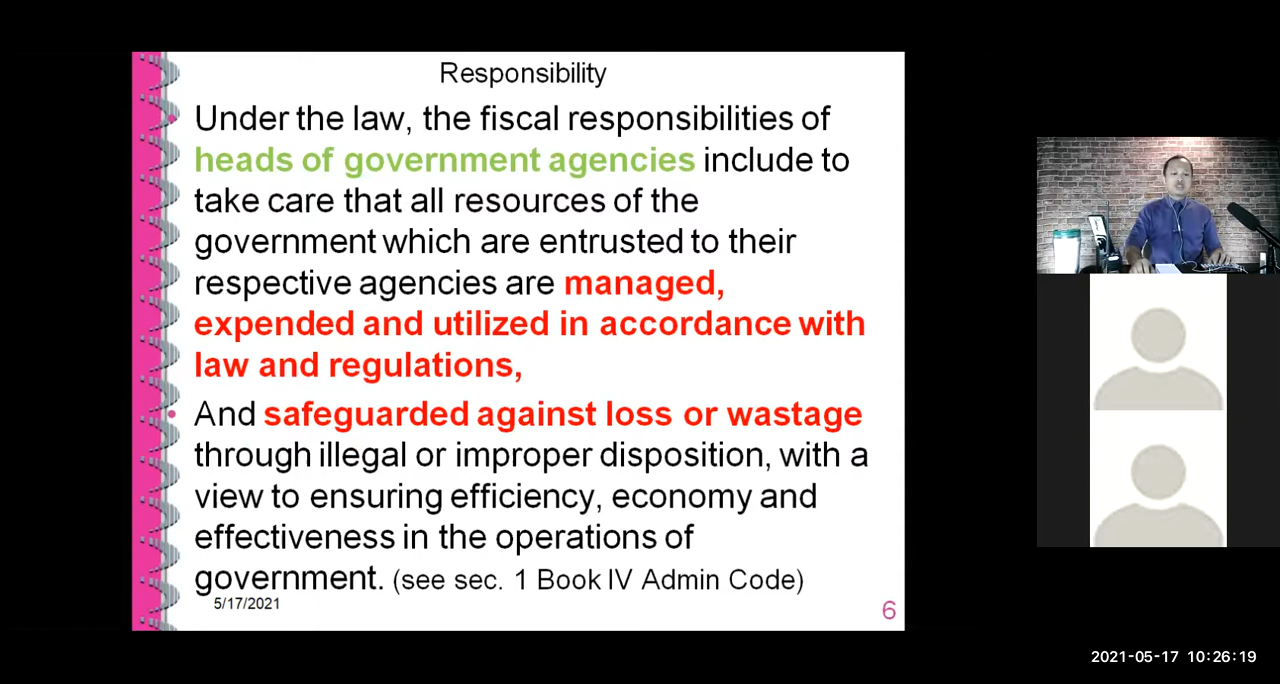 Responsibility
Under the law, the fiscal responsibilities of
heads of government agencies include to
take care that all resources of the
government which are entrusted to their
respective agencies are managed,
expended and utilized in accordance with
law and regulations,
And safeguarded against loss or wastage
through illegal or improper disposition, with a
view to ensuring efficiency, economy and
effectiveness in the operations of
government. (see sec. 1 Book IV Admin Code)
5/17/2021
6
2021-05-17 10:26:19